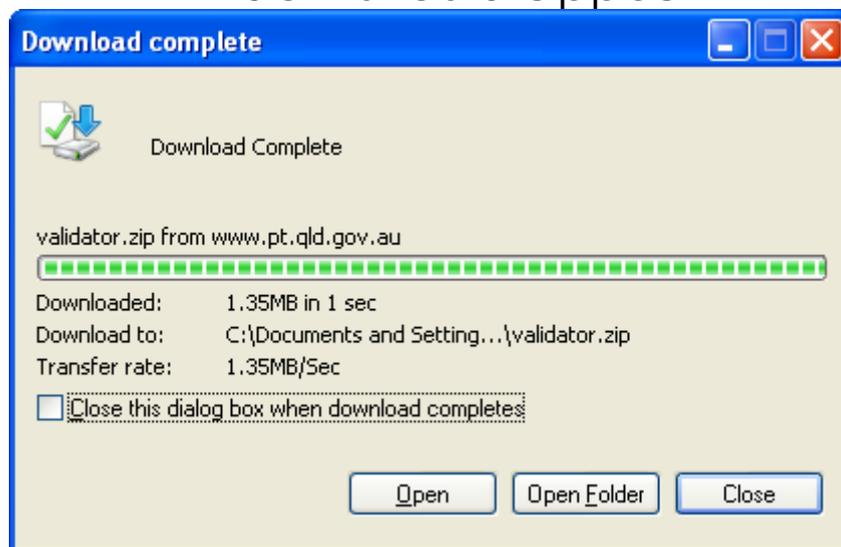 Download complete
Download Complete
validator.zip from www.pt.qld.gov.au
Downloaded: 1.35MB in 1 sec
Download to: C:\Documents and Setting...\validator.zip
Transfer rate: 1.35MB/Sec
Close this dialog box when download completes
Open Open Folder Close